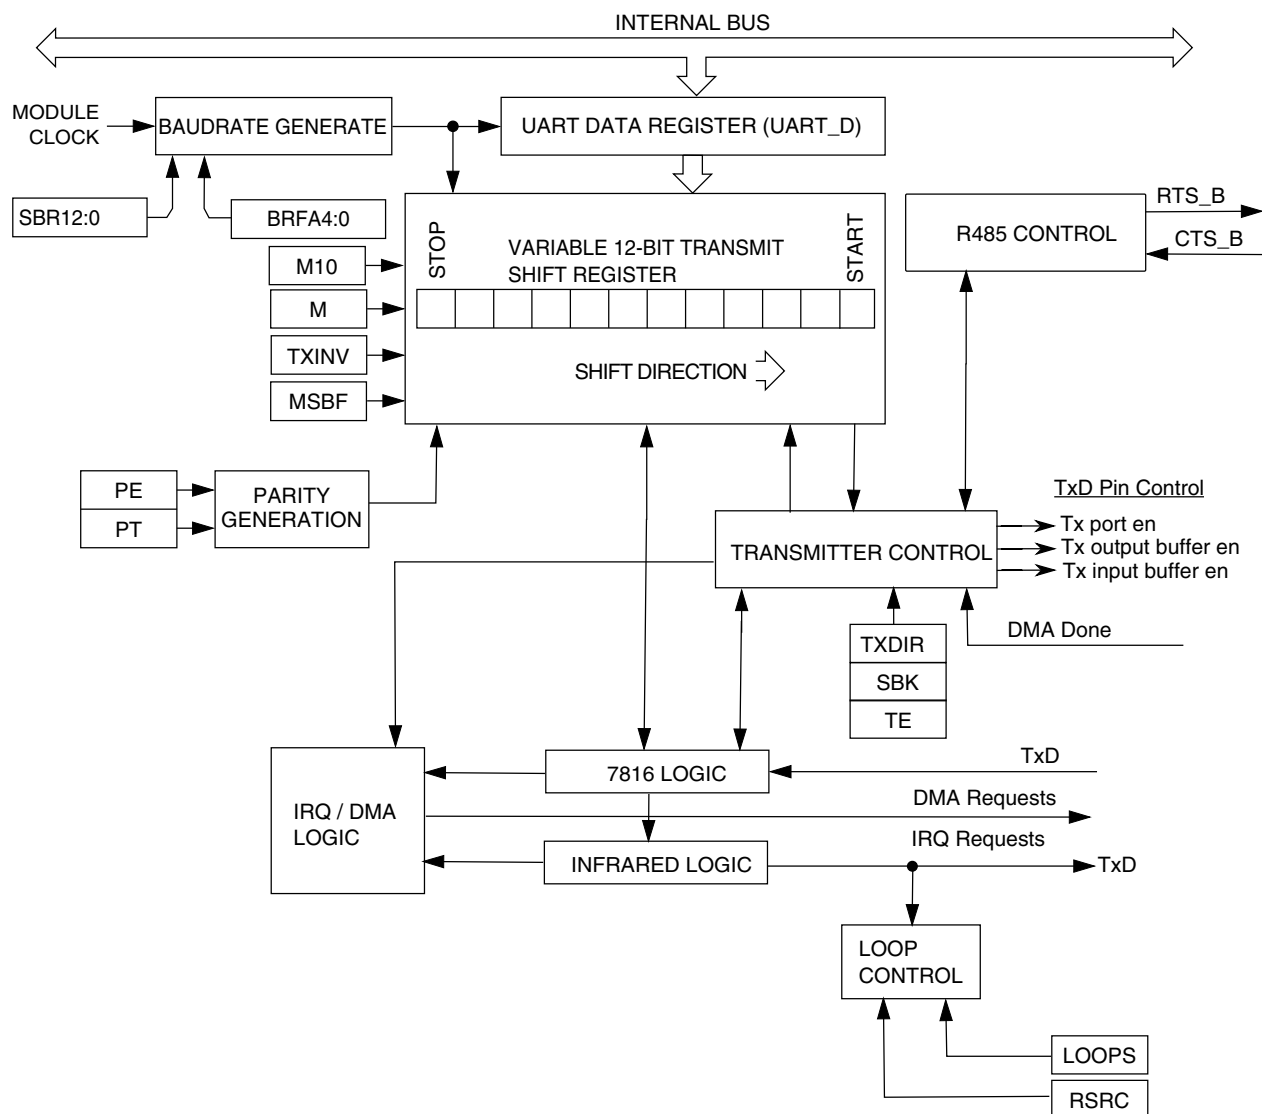 INTERNAL BUS
MODULE
CLOCK
BAUDRATE GENERATE
UART DATA REGISTER (UART_D)
SBR12:0
BRFA4:0
STOP
VARIABLE 12-BIT TRANSMIT
SHIFT REGISTER
START
R485 CONTROL
RTS_B
CTS_B
M10
M
TXINV
MSBF
SHIFT DIRECTION
PE
PT
PARITY
GENERATION
TxD Pin Control
TRANSMITTER CONTROL
Tx port en
Tx output buffer en
Tx input buffer en
DMA Done
TXDIR
SBK
TE
7816 LOGIC
TxD
IRQ / DMA
LOGIC
DMA Requests
IRQ Requests
INFRARED LOGIC
TxD
LOOP
CONTROL
LOOPS
RSRC